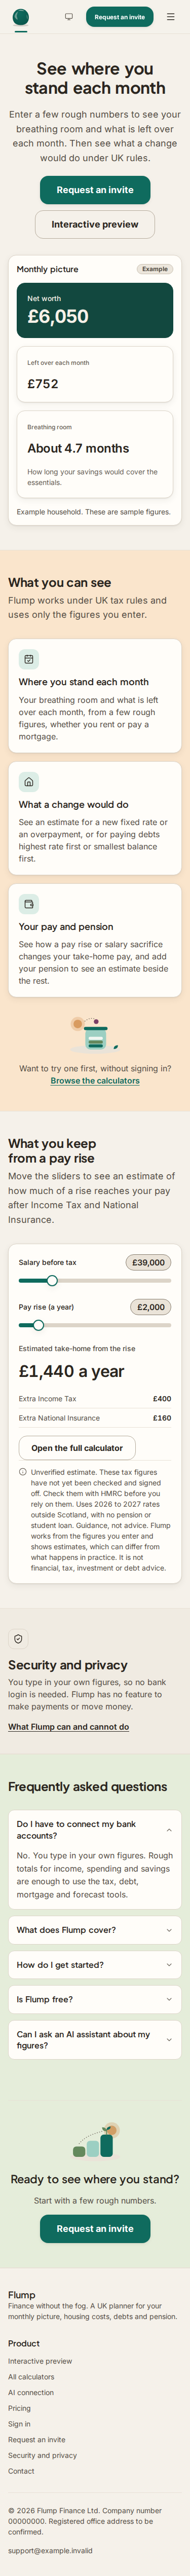 Request an invite
See where you
stand each month
Enter a few rough numbers to see your
breathing room and what is left over
each month. Then see what a change
would do under UK rules.
Request an invite
Interactive preview
Monthly picture
Example
Net worth
£6,050
Left over each month
£752
Breathing room
About 4.7 months
How long your savings would cover the
essentials.
Example household. These are sample figures.
What you can see
Flump works under UK tax rules and
uses only the figures you enter.
Where you stand each month
Your breathing room and what is left
over each month, from a few rough
figures, whether you rent or pay a
mortgage.
What a change would do
See an estimate for a new fixed rate or
an overpayment, or for paying debts
highest rate first or smallest balance
first.
Your pay and pension
See how a pay rise or salary sacrifice
changes your take-home pay, and add
your pension to see an estimate beside
the rest.
Want to try one first, without signing in?
Browse the calculators
What you keep
from a pay rise
Move the sliders to see an estimate of
how much of a rise reaches your pay
after Income Tax and National
Insurance.
Salary before tax
£39,000
Pay rise (a year)
£2,000
Estimated take-home from the rise
£1,440 a year
Extra Income Tax
£400
Extra National Insurance
£160
Open the full calculator
Unverified estimate. These tax figures
have not yet been checked and signed
off. Check them with HMRC before you
rely on them. Uses 2026 to 2027 rates
outside Scotland, with no pension or
student loan. Guidance, not advice. Flump
works from the figures you enter and
shows estimates, which can differ from
what happens in practice. It is not
financial, tax, investment or debt advice.
Security and privacy
You type in your own figures, so no bank
login is needed. Flump has no feature to
make payments or move money.
What Flump can and cannot do
Frequently asked questions
Do I have to connect my bank
accounts?
No. You type in your own figures. Rough
totals for income, spending and savings
are enough to use the tax, debt,
mortgage and forecast tools.
What does Flump cover?
How do I get started?
Is Flump free?
Can I ask an AI assistant about my
figures?
Ready to see where you stand?
Start with a few rough numbers.
Request an invite
Flump
Finance without the fog. A UK planner for your
monthly picture, housing costs, debts and pension.
Product
Interactive preview
All calculators
AI connection
Pricing
Sign in
Request an invite
Security and privacy
Contact
© 2026 Flump Finance Ltd. Company number
00000000. Registered office address to be
confirmed.
support@example.invalid